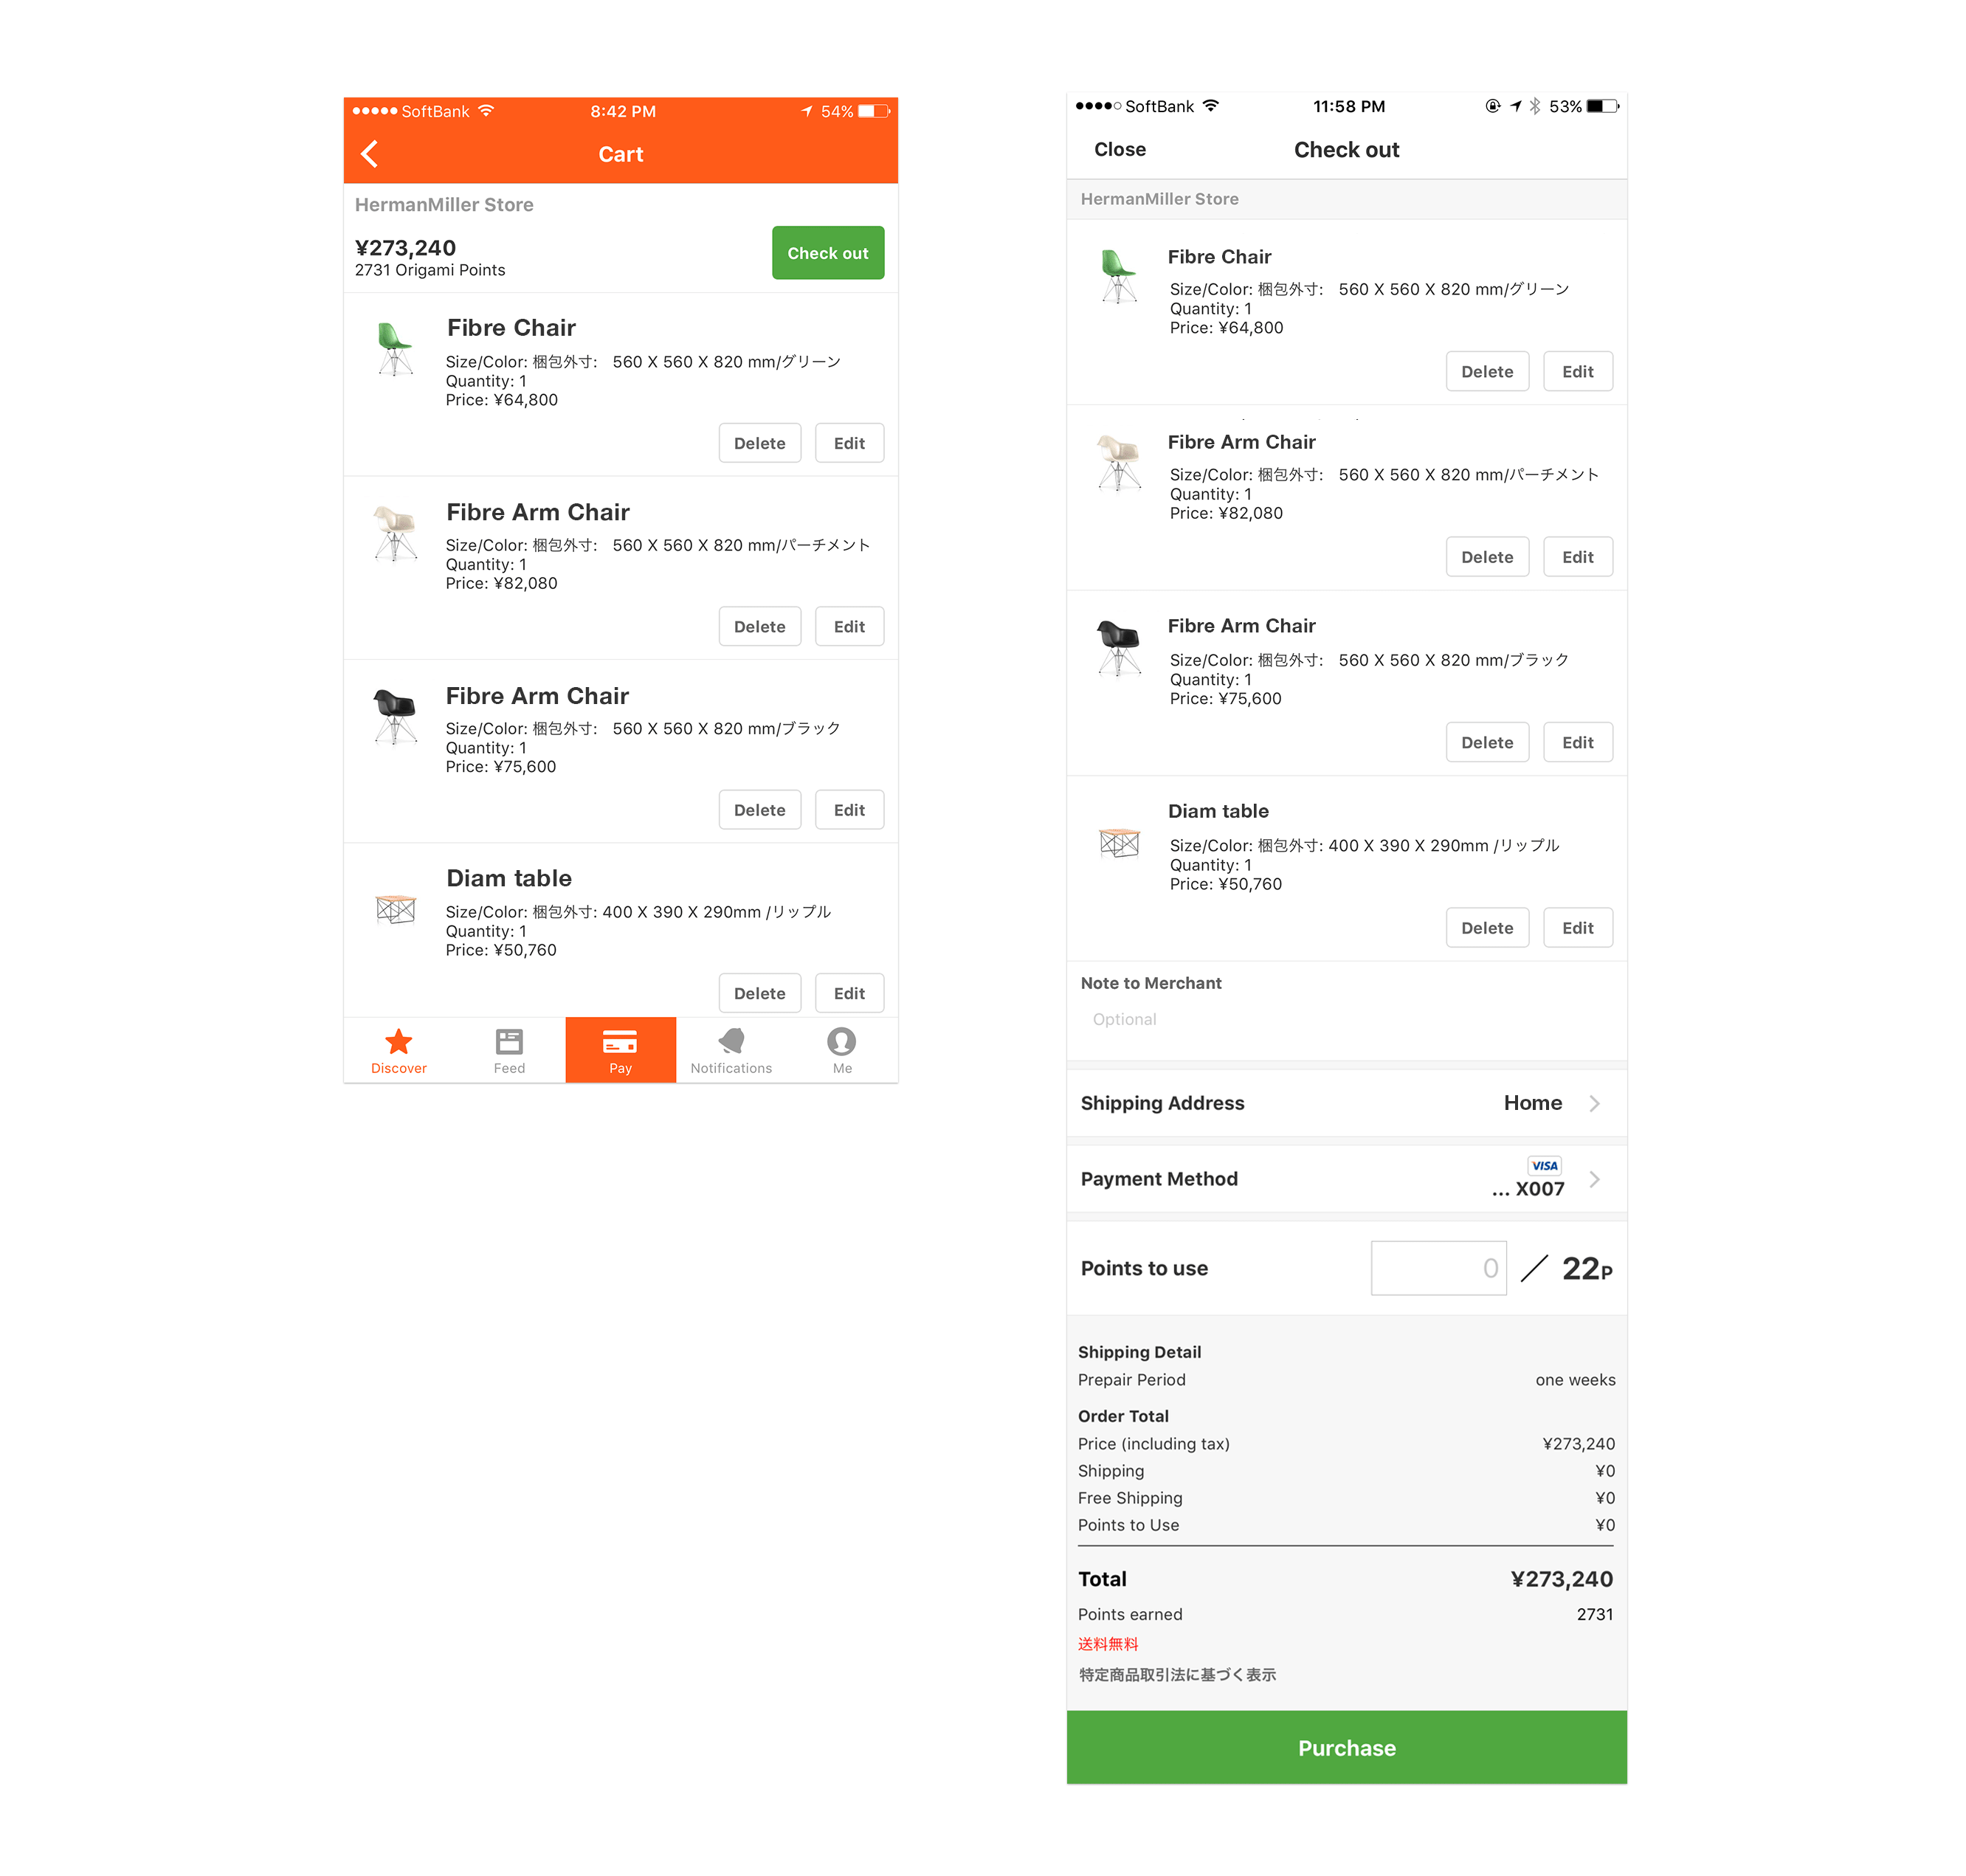 SoftBank 8:42 PM 54%
Cart
HermanMiller Store
¥273,240
2731 Origami Points
Check out
Fibre Chair
Size/Color: 梱包外寸: 560 X 560 X 820 mm/グリーン
Quantity: 1
Price: ¥64,800
Delete Edit
Fibre Arm Chair
Size/Color: 梱包外寸: 560 X 560 X 820 mm/パーチメント
Quantity: 1
Price: ¥82,080
Delete Edit
Fibre Arm Chair
Size/Color: 梱包外寸: 560 X 560 X 820 mm/ブラック
Quantity: 1
Price: ¥75,600
Delete Edit
Diam table
Size/Color: 梱包外寸: 400 X 390 X 290mm /リップル
Quantity: 1
Price: ¥50,760
Delete Edit
Discover Feed Pay Notifications Me
SoftBank 11:58 PM 53%
Close Check out
HermanMiller Store
Fibre Chair
Size/Color: 梱包外寸: 560 X 560 X 820 mm/グリーン
Quantity: 1
Price: ¥64,800
Delete Edit
Fibre Arm Chair
Size/Color: 梱包外寸: 560 X 560 X 820 mm/パーチメント
Quantity: 1
Price: ¥82,080
Delete Edit
Fibre Arm Chair
Size/Color: 梱包外寸: 560 X 560 X 820 mm/ブラック
Quantity: 1
Price: ¥75,600
Delete Edit
Diam table
Size/Color: 梱包外寸: 400 X 390 X 290mm /リップル
Quantity: 1
Price: ¥50,760
Delete Edit
Note to Merchant
Optional
Shipping Address Home
VISA
Payment Method ... X007
Points to use 0 / 22P
Shipping Detail
Prepair Period one weeks
Order Total
Price (including tax) ¥273,240
Shipping ¥0
Free Shipping ¥0
Points to Use ¥0
Total ¥273,240
Points earned 2731
送料無料
特定商品取引法に基づく表示
Purchase